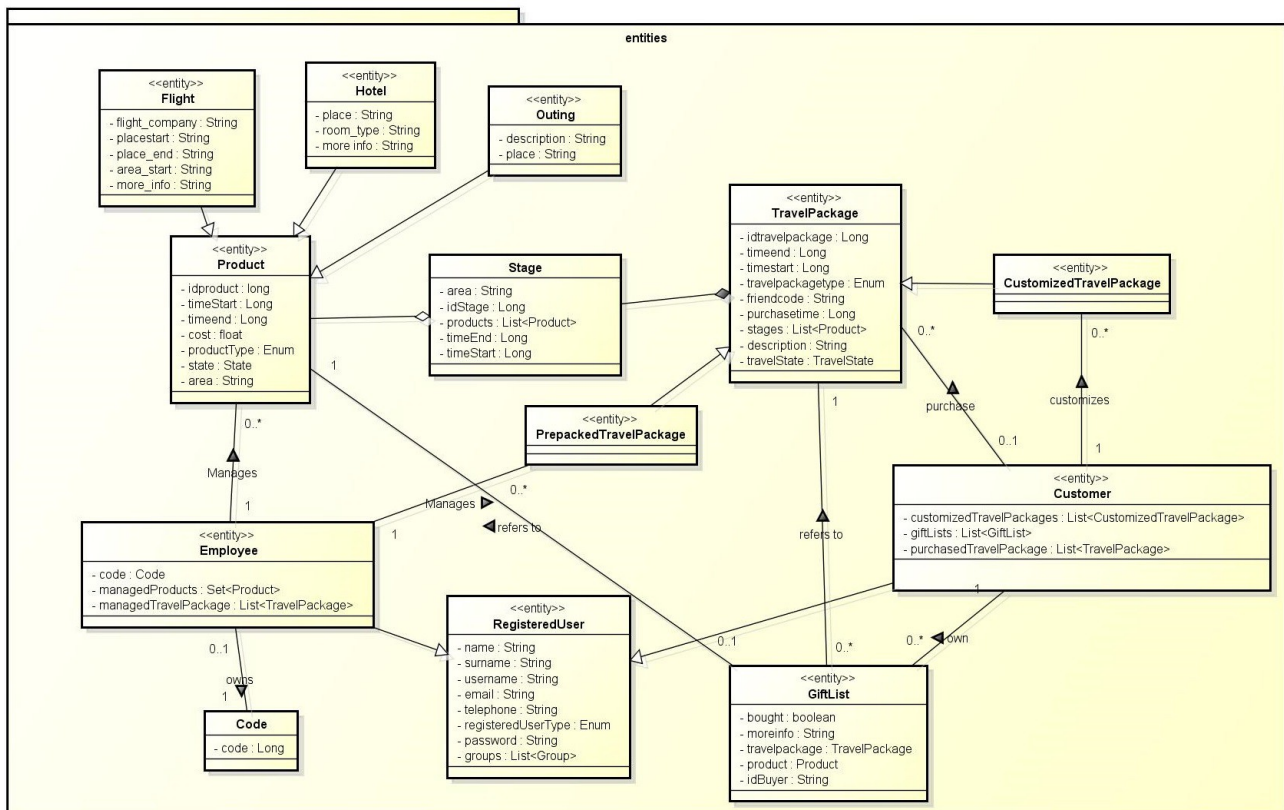 entities
<<entity>>
Flight
- flight_company : String
- placestart : String
- place_end : String
- area_start : String
- more_info : String
<<entity>>
Hotel
- place : String
- room_type : String
- more info : String
<<entity>>
Outing
- description : String
- place : String
<<entity>>
Product
- idproduct : long
- timeStart : Long
- timeend : Long
- cost : float
- productType : Enum
- state : State
- area : String
Stage
- area : String
- idStage : Long
- products : List<Product>
- timeEnd : Long
- timeStart : Long
<<entity>>
TravelPackage
- idtravelpackage : Long
- timeend : Long
- timestart : Long
- travelpackagetype : Enum
- friendcode : String
- purchasetime : Long
- stages : List<Product>
- description : String
- travelState : TravelState
<<entity>>
CustomizedTravelPackage
0..*
0..*
1
purchase
customizes
1
0..*
Manages
1
<<entity>>
PrepackedTravelPackage
0..*
Manages
refers to
1
refers to
0..1
1
<<entity>>
Customer
- customizedTravelPackages : List<CustomizedTravelPackage>
- giftLists : List<GiftList>
- purchasedTravelPackage : List<TravelPackage>
<<entity>>
Employee
- code : Code
- managedProducts : Set<Product>
- managedTravelPackage : List<TravelPackage>
<<entity>>
RegisteredUser
- name : String
- surname : String
- username : String
- email : String
- telephone : String
- registeredUserType : Enum
- password : String
- groups : List<Group>
1
0..1
0..*
0..*
own
0..1
owns
1
Code
- code : Long
<<entity>>
GiftList
- bought : boolean
- moreinfo : String
- travelpackage : TravelPackage
- product : Product
- idBuyer : String